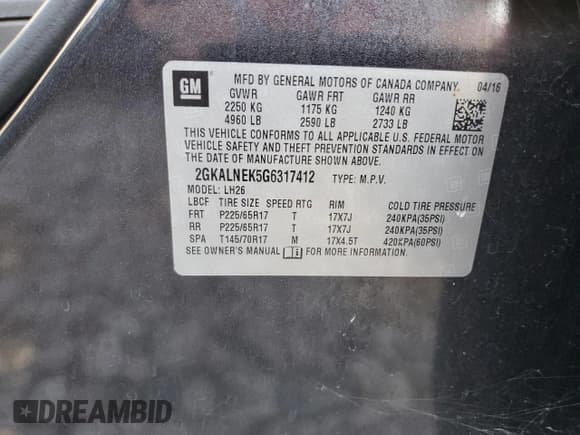 GM
MFD BY GENERAL MOTORS OF CANADA COMPANY 04/16
GVWR GAWR FRT GAWR RR
2250 KG 1175 KG 1240 KG
4960 LB 2590 LB 2733 LB
THIS VEHICLE CONFORMS TO ALL APPLICABLE U.S. FEDERAL MOTOR
VEHICLE SAFETY AND THEFT PREVENTION STANDARDS IN EFFECT
ON THE DATE OF MANUFACTURE SHOWN ABOVE.
2GKALNEK5G6317412 TYPE: M.P.V.
MODEL: LH26
LBCF TIRE SIZE SPEED RTG RIM COLD TIRE PRESSURE
FRT P225/65R17 T 17X7J 240KPA(35PSI)
RR P225/65R17 T 17X7J 240KPA(35PSI)
SPA T145/70R17 M 17X4.5T 420KPA(60PSI)
SEE OWNER'S MANUAL FOR MORE INFORMATION.
DREAMBID